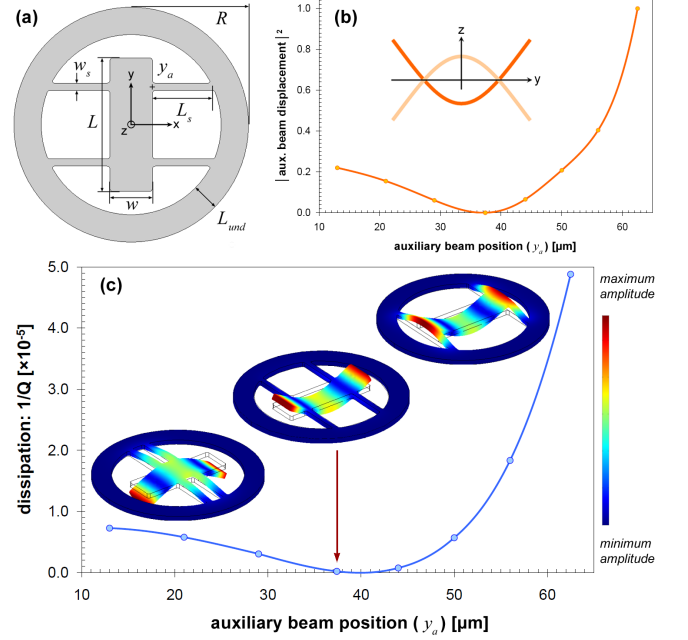 (a)
R
w_s
y_a
y
L
L_s
z
x
w
L_und
(b)
| aux. beam displacement | ²
1.0
0.8
0.6
0.4
0.2
0.0
z
y
10 20 30 40 50 60
auxiliary beam position ( y_a ) [µm]
(c)
dissipation: 1/Q [×10⁻⁵]
5.0
4.0
3.0
2.0
1.0
0.0
10 20 30 40 50 60
auxiliary beam position ( y_a ) [µm]
maximum
amplitude
minimum
amplitude